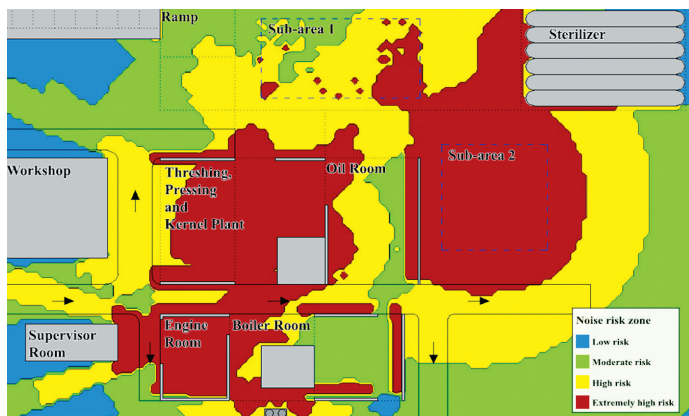 Ramp
Sub-area 1
Sterilizer
Workshop
Threshing,
Pressing
and
Kernel Plant
Oil Room
Sub-area 2
Supervisor
Room
Engine
Room
Boiler Room
Noise risk zone
Low risk
Moderate risk
High risk
Extremely high risk